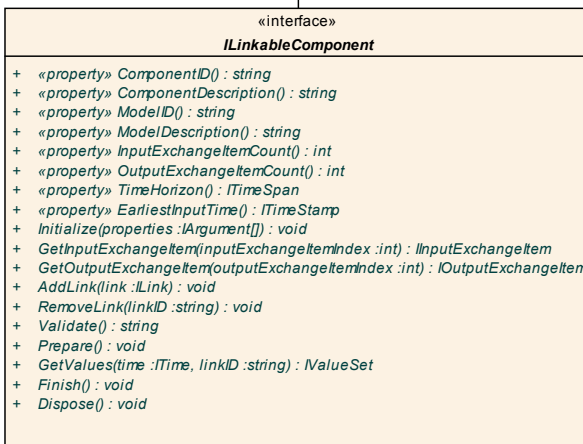 «interface»
ILinkableComponent
+ «property» ComponentID() : string
+ «property» ComponentDescription() : string
+ «property» ModelID() : string
+ «property» ModelDescription() : string
+ «property» InputExchangeItemCount() : int
+ «property» OutputExchangeItemCount() : int
+ «property» TimeHorizon() : ITimeSpan
+ «property» EarliestInputTime() : ITimeStamp
+ Initialize(properties :IArgument[]) : void
+ GetInputExchangeItem(inputExchangeItemIndex :int) : IInputExchangeItem
+ GetOutputExchangeItem(outputExchangeItemIndex :int) : IOutputExchangeItem
+ AddLink(link :ILink) : void
+ RemoveLink(linkID :string) : void
+ Validate() : string
+ Prepare() : void
+ GetValues(time :ITime, linkID :string) : IValueSet
+ Finish() : void
+ Dispose() : void